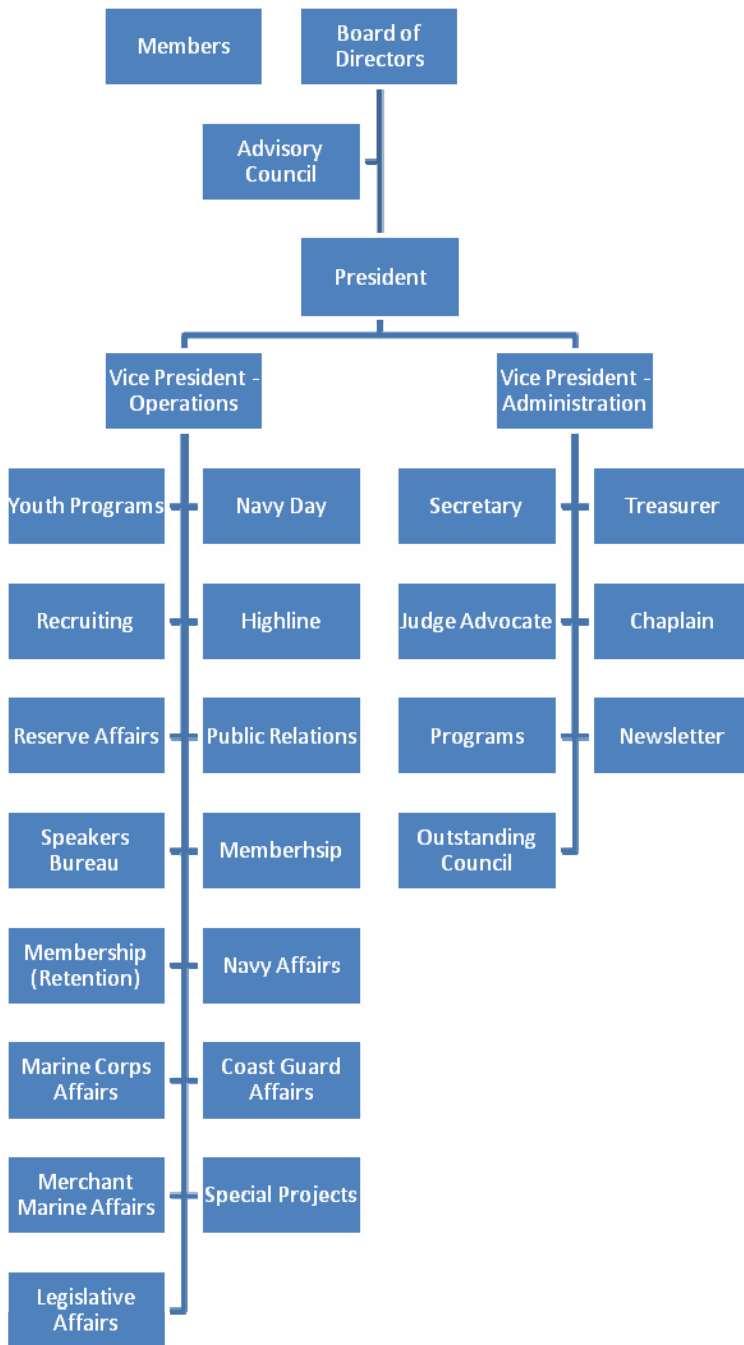 Members
Board of
Directors
Advisory
Council
President
Vice President -
Operations
Vice President -
Administration
Youth Programs
Navy Day
Secretary
Treasurer
Recruiting
Highline
Judge Advocate
Chaplain
Reserve Affairs
Public Relations
Programs
Newsletter
Speakers
Bureau
Memberhsip
Outstanding
Council
Membership
(Retention)
Navy Affairs
Marine Corps
Affairs
Coast Guard
Affairs
Merchant
Marine Affairs
Special Projects
Legislative
Affairs